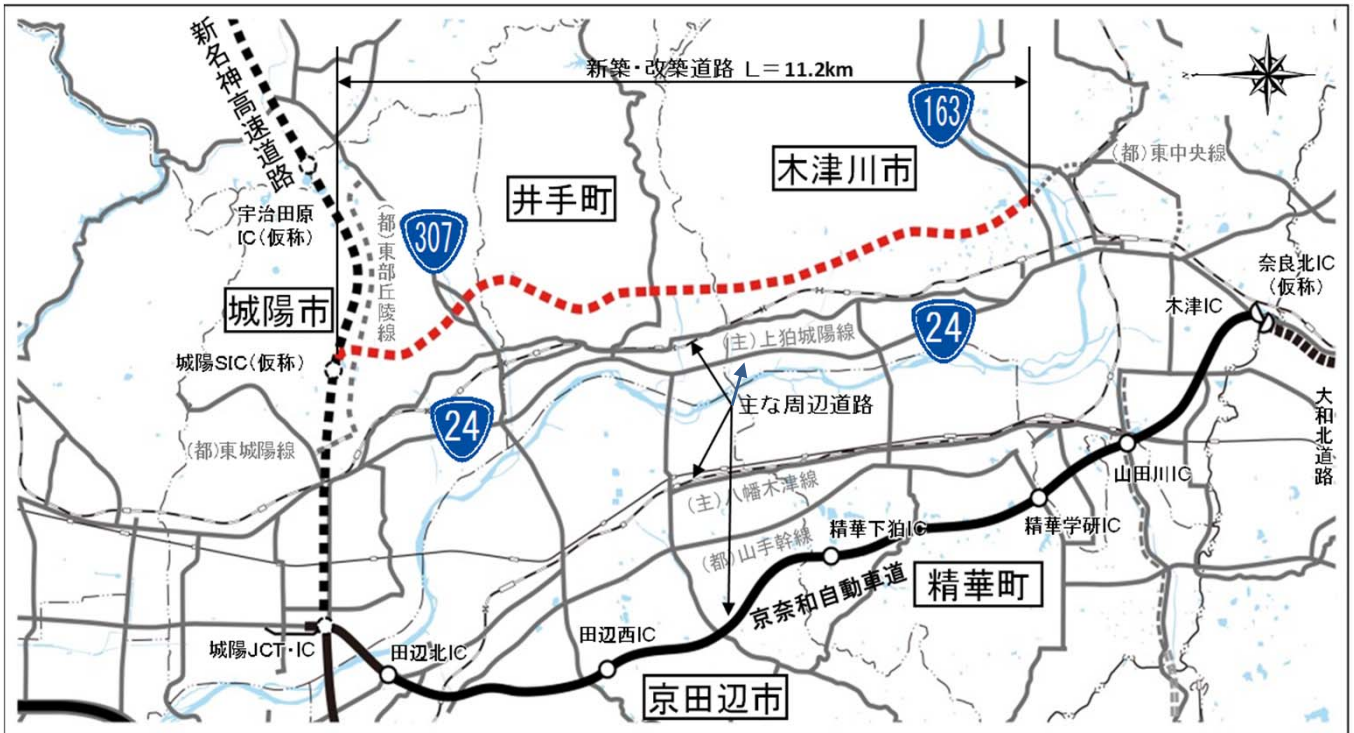 新名神高速道路
新築・改築道路 L=11.2km
163
木津川市
(都)東中央線
井手町
宇治田原
IC(仮称)
(都)東部丘陵線
307
城陽市
奈良北IC
(仮称)
木津IC
24
(主)上狛城陽線
城陽SIC(仮称)
主な周辺道路
24
大和北道路
(都)東城陽線
山田川IC
(主)八幡木津線
精華学研IC
精華下狛IC
(都)山手幹線
精華町
京奈和自動車道
城陽JCT・IC
田辺北IC
田辺西IC
京田辺市